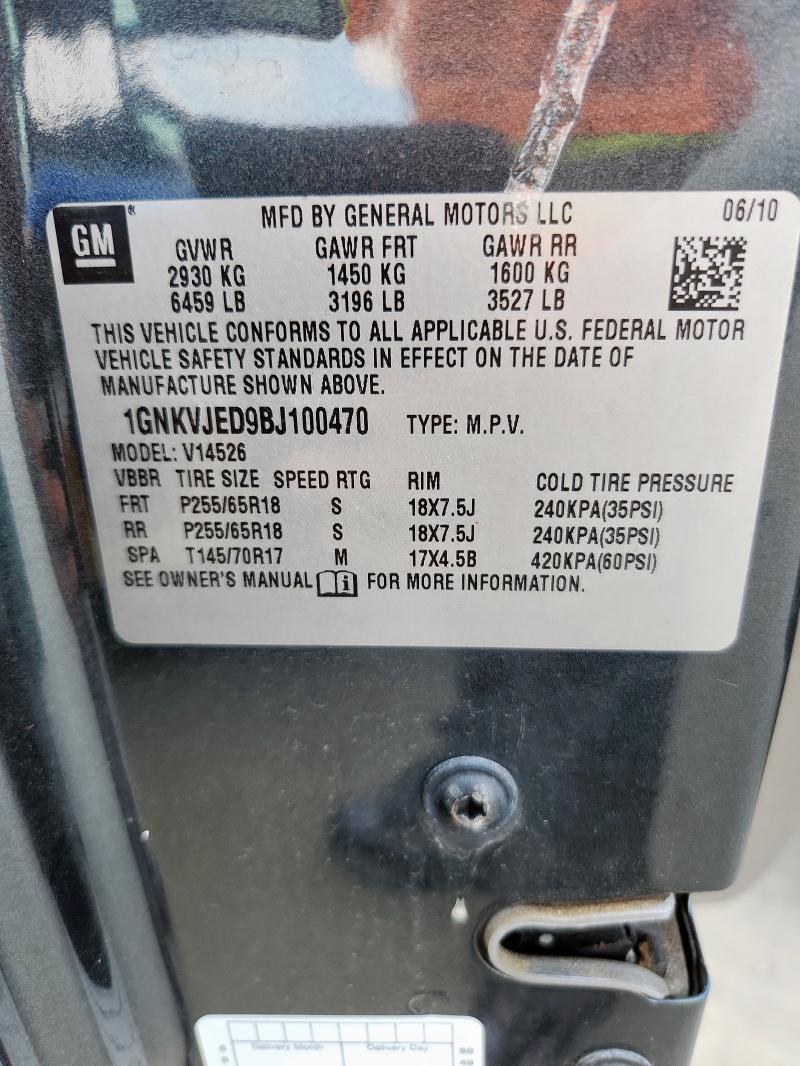 GM®
MFD BY GENERAL MOTORS LLC 06/10
GVWR GAWR FRT GAWR RR
2930 KG 1450 KG 1600 KG
6459 LB 3196 LB 3527 LB
THIS VEHICLE CONFORMS TO ALL APPLICABLE U.S. FEDERAL MOTOR
VEHICLE SAFETY STANDARDS IN EFFECT ON THE DATE OF
MANUFACTURE SHOWN ABOVE.
1GNKVJED9BJ100470 TYPE: M.P.V.
MODEL: V14526
VBBR TIRE SIZE SPEED RTG RIM COLD TIRE PRESSURE
FRT P255/65R18 S 18X7.5J 240KPA(35PSI)
RR P255/65R18 S 18X7.5J 240KPA(35PSI)
SPA T145/70R17 M 17X4.5B 420KPA(60PSI)
SEE OWNER'S MANUAL FOR MORE INFORMATION.
Delivery Month Delivery Day